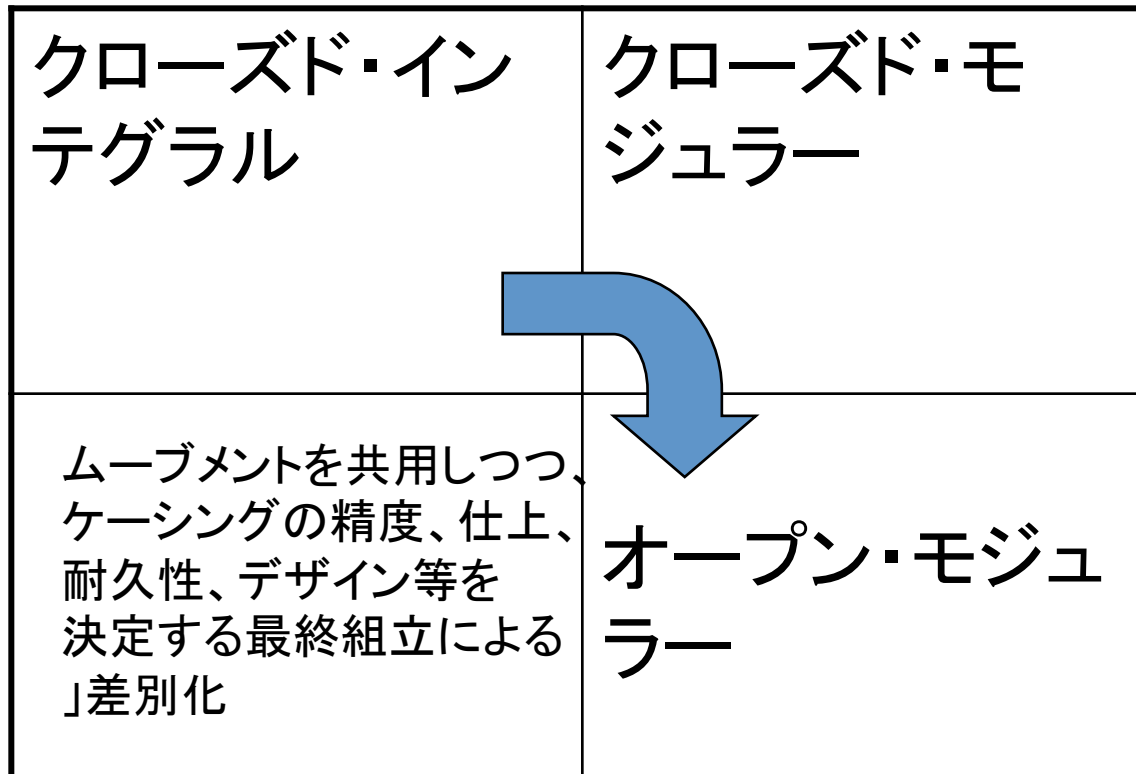 クローズド・イン
テグラル
クローズド・モ
ジュラー
ムーブメントを共用しつつ、
ケーシングの精度、仕上、
耐久性、デザイン等を
決定する最終組立による
」差別化
オープン・モジュ
ラー